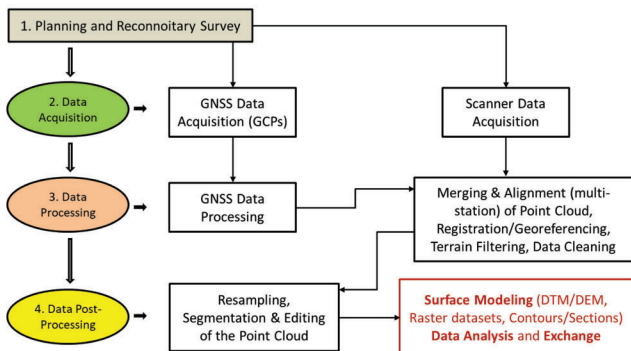 1. Planning and Reconnoitary Survey
2. Data
Acquisition
GNSS Data
Acquisition (GCPs)
Scanner Data
Acquisition
3. Data
Processing
GNSS Data
Processing
Merging & Alignment (multi-
station) of Point Cloud,
Registration/Georeferencing,
Terrain Filtering, Data Cleaning
4. Data Post-
Processing
Resampling,
Segmentation & Editing
of the Point Cloud
Surface Modeling (DTM/DEM,
Raster datasets, Contours/Sections)
Data Analysis and Exchange